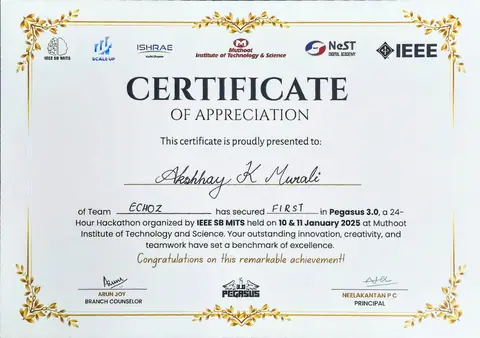 IEEE SB MITS
SCALEUP
ISHRAE
Muthoot
Institute of Technology & Science
NeST
DIGITAL ACADEMY
IEEE
CERTIFICATE
OF APPRECIATION
This certificate is proudly presented to:
Akshhay K Murali
of Team ECHOZ has secured FIRST in Pegasus 3.0, a 24-
Hour Hackathon organized by IEEE SB MITS held on 10 & 11 January 2025 at Muthoot
Institute of Technology and Science. Your outstanding innovation, creativity, and
teamwork have set a benchmark of excellence.
Congratulations on this remarkable achievement!
ARUN JOY
BRANCH COUNSELOR
3.0
PEGASUS
NEELAKANTAN P C
PRINCIPAL